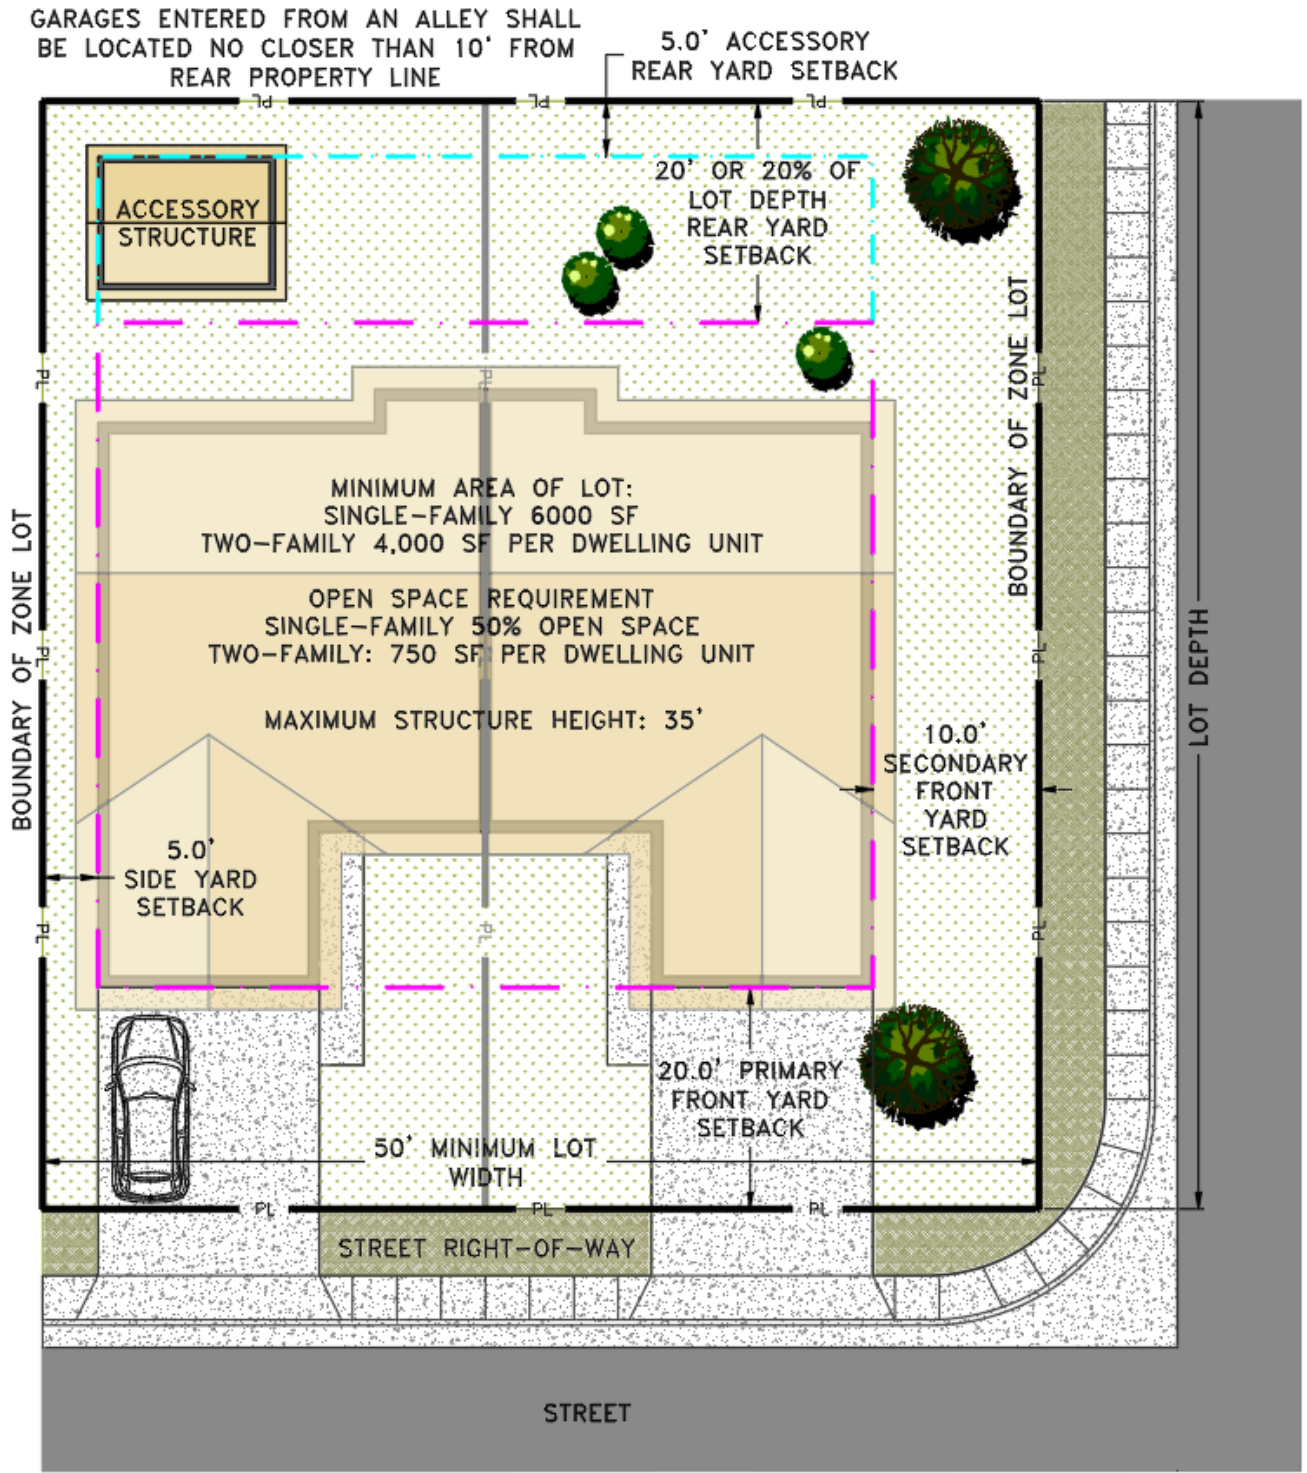 GARAGES ENTERED FROM AN ALLEY SHALL
BE LOCATED NO CLOSER THAN 10' FROM
REAR PROPERTY LINE
5.0' ACCESSORY
REAR YARD SETBACK
PL
PL
PL
ACCESSORY
STRUCTURE
20' OR 20% OF
LOT DEPTH
REAR YARD
SETBACK
PL
PL
PL
BOUNDARY OF ZONE LOT
BOUNDARY OF ZONE LOT
MINIMUM AREA OF LOT:
SINGLE-FAMILY 6000 SF
TWO-FAMILY 4,000 SF PER DWELLING UNIT
OPEN SPACE REQUIREMENT
SINGLE-FAMILY 50% OPEN SPACE
TWO-FAMILY: 750 SF PER DWELLING UNIT
PL
PL
LOT DEPTH
MAXIMUM STRUCTURE HEIGHT: 35'
10.0'
SECONDARY
FRONT
YARD
SETBACK
5.0'
SIDE YARD
SETBACK
PL
PL
PL
20.0' PRIMARY
FRONT YARD
SETBACK
50' MINIMUM LOT
WIDTH
PL
PL
PL
STREET RIGHT-OF-WAY
STREET